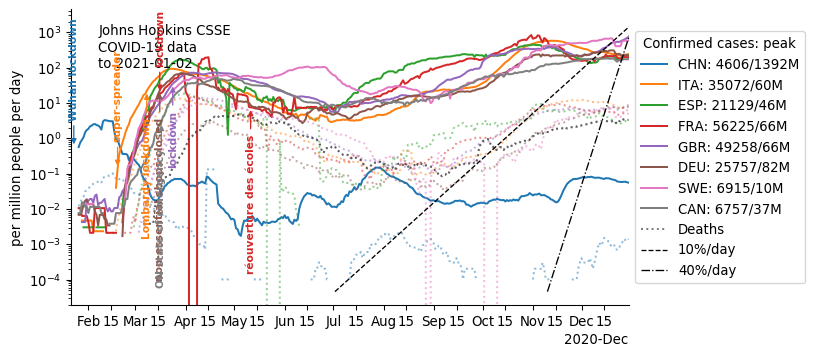 Johns Hopkins CSSE
COVID-19 data
to 2021-01-02
per million people per day
10³
10²
10¹
10⁰
10⁻¹
10⁻²
10⁻³
10⁻⁴
Wuhan lockdown
super-spreader
Lombardy lockdown
lockdown
lockdown
réouverture des écoles
Feb 15 Mar 15 Apr 15 May 15 Jun 15 Jul 15 Aug 15 Sep 15 Oct 15 Nov 15 Dec 15
2020-Dec
Confirmed cases: peak
CHN: 4606/1392M
ITA: 35072/60M
ESP: 21129/46M
FRA: 56225/66M
GBR: 49258/66M
DEU: 25757/82M
SWE: 6915/10M
CAN: 6757/37M
Deaths
10%/day
40%/day